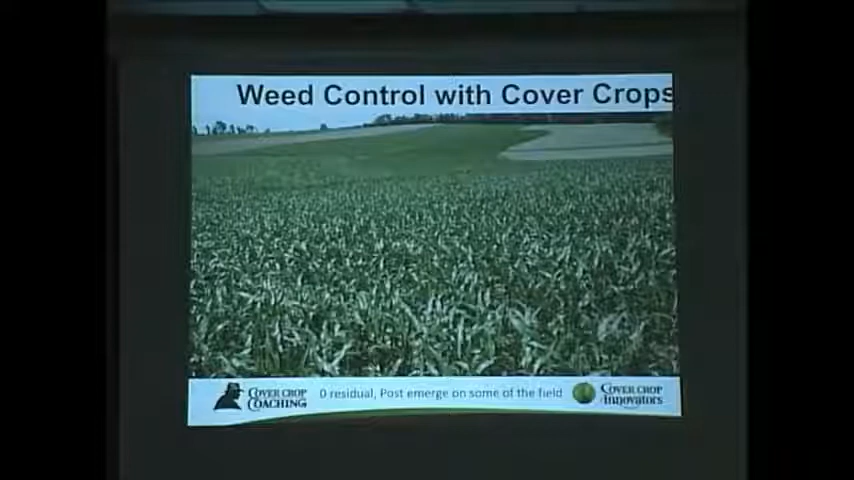 Weed Control with Cover Crops
COVER CROP
COACHING
0 residual, Post emerge on some of the field
COVER CROP
Innovators